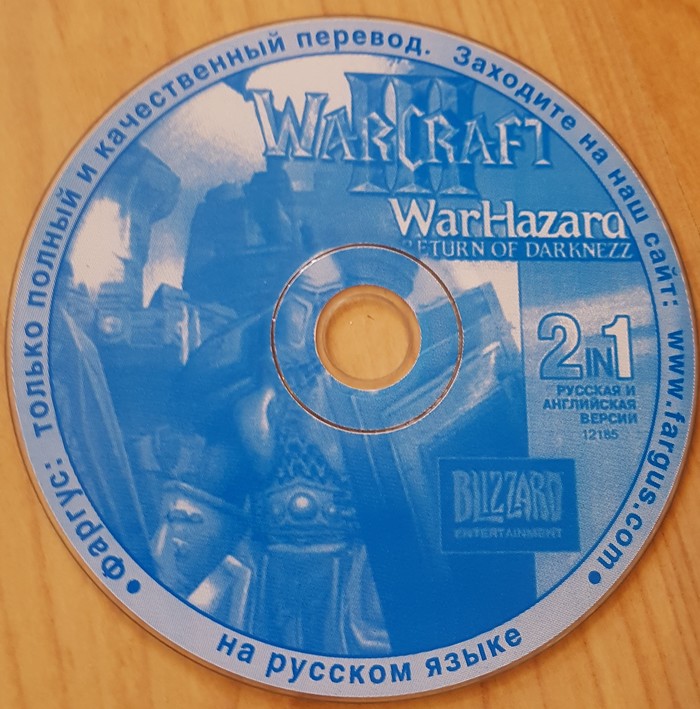 • Фаргус: только полный и качественный перевод. Заходите на наш сайт: www.fargus.com •
III
WARCRAFT
WarHazard
RETURN OF DARKNEZZ
2IN1
РУССКАЯ И
АНГЛИЙСКАЯ
ВЕРСИИ
12185
BLIZZARD
ENTERTAINMENT
на русском языке